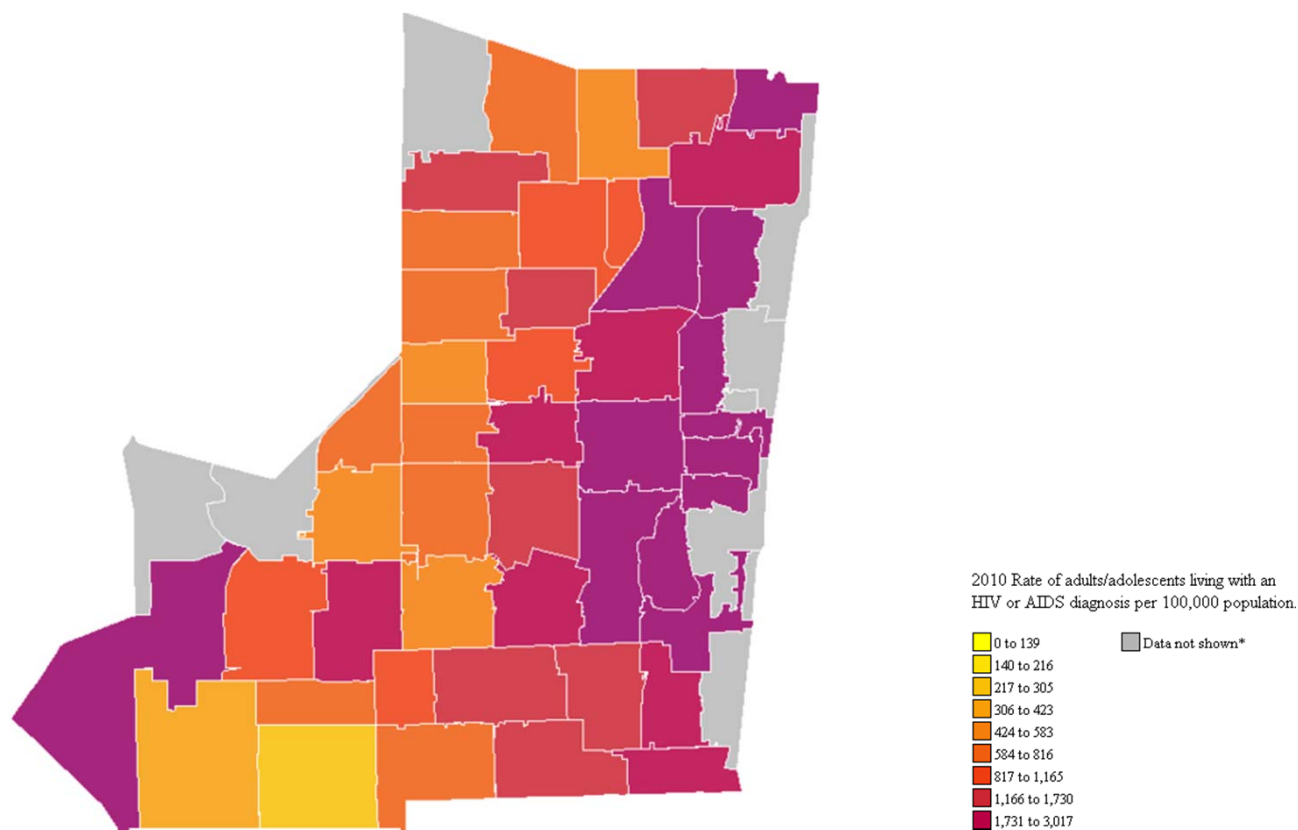 2010 Rate of adults/adolescents living with an
HIV or AIDS diagnosis per 100,000 population.
0 to 139
Data not shown*
140 to 216
217 to 305
306 to 423
424 to 583
584 to 816
817 to 1,165
1,166 to 1,730
1,731 to 3,017